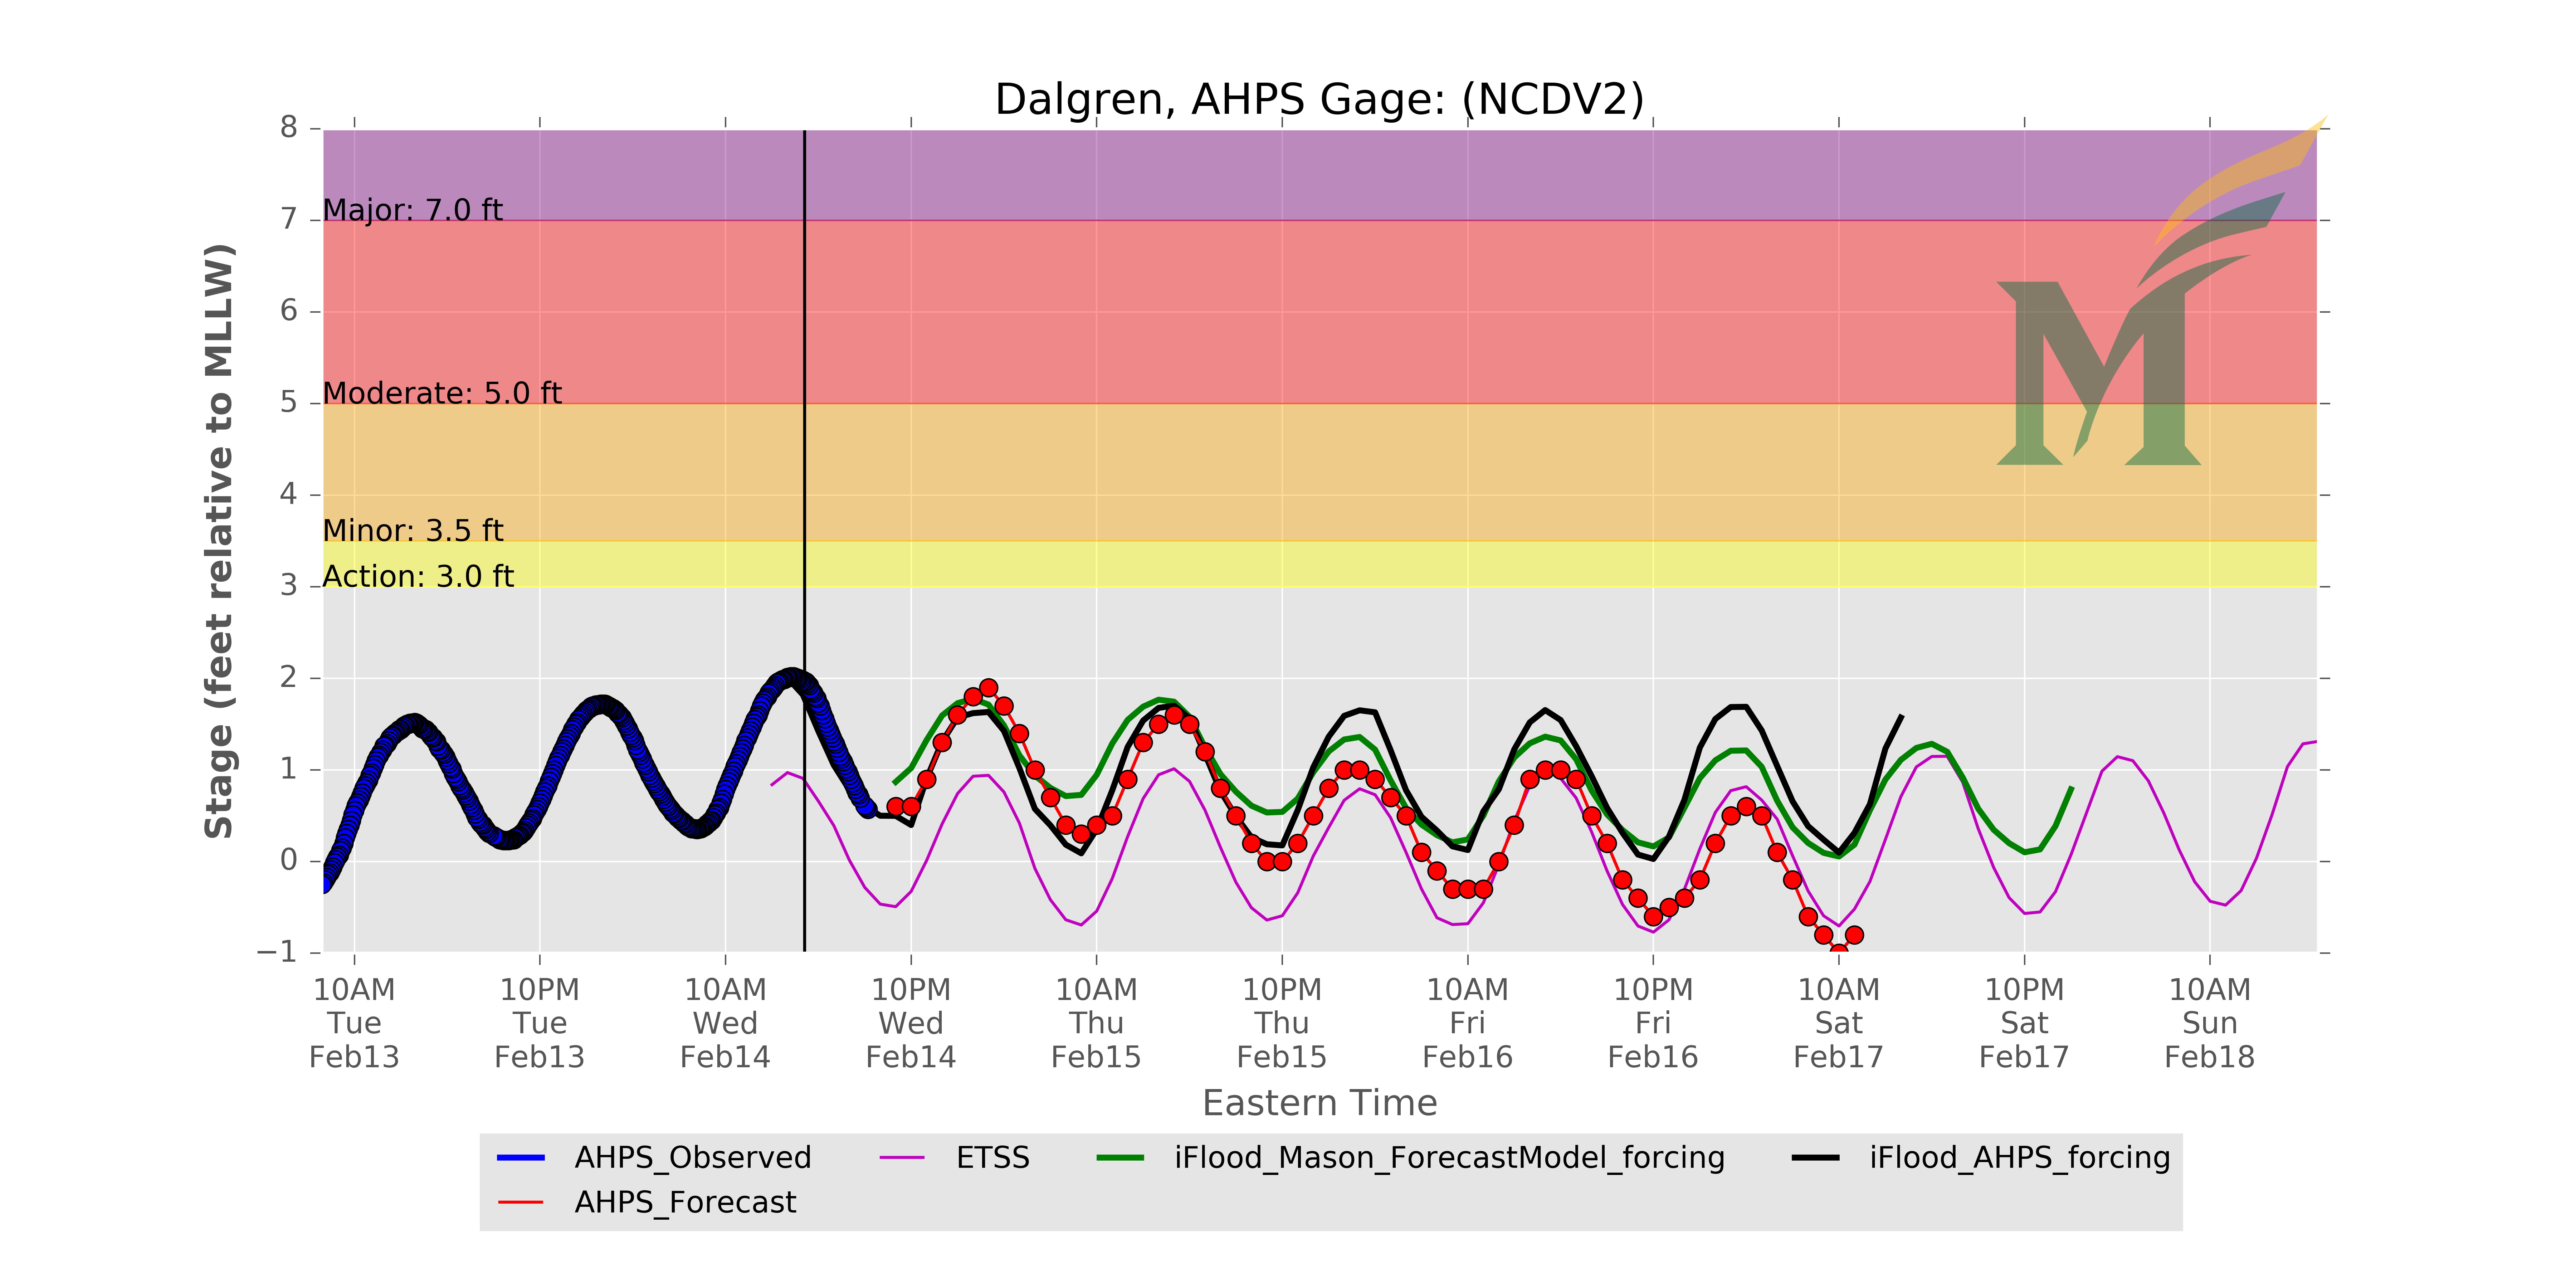 Dalgren, AHPS Gage: (NCDV2)
8
7
6
5
4
3
2
1
0
−1
Stage (feet relative to MLLW)
Major: 7.0 ft
Moderate: 5.0 ft
Minor: 3.5 ft
Action: 3.0 ft
M
10AM Tue Feb13
10PM Tue Feb13
10AM Wed Feb14
10PM Wed Feb14
10AM Thu Feb15
10PM Thu Feb15
10AM Fri Feb16
10PM Fri Feb16
10AM Sat Feb17
10PM Sat Feb17
10AM Sun Feb18
Eastern Time
AHPS_Observed
AHPS_Forecast
ETSS
iFlood_Mason_ForecastModel_forcing
iFlood_AHPS_forcing